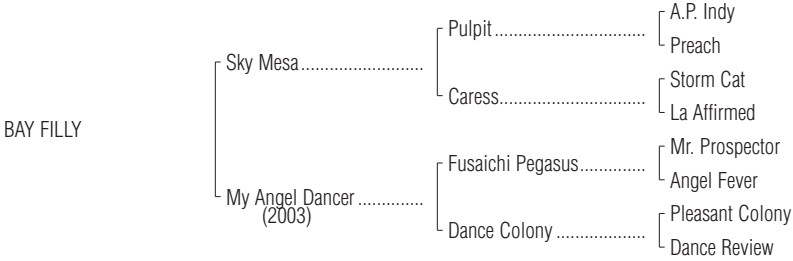 A.P. Indy
Pulpit................................
Preach
Sky Mesa..........................
Storm Cat
Caress...............................
La Affirmed
BAY FILLY
Mr. Prospector
Fusaichi Pegasus..............
Angel Fever
My Angel Dancer ..............
(2003)
Pleasant Colony
Dance Colony ...................
Dance Review